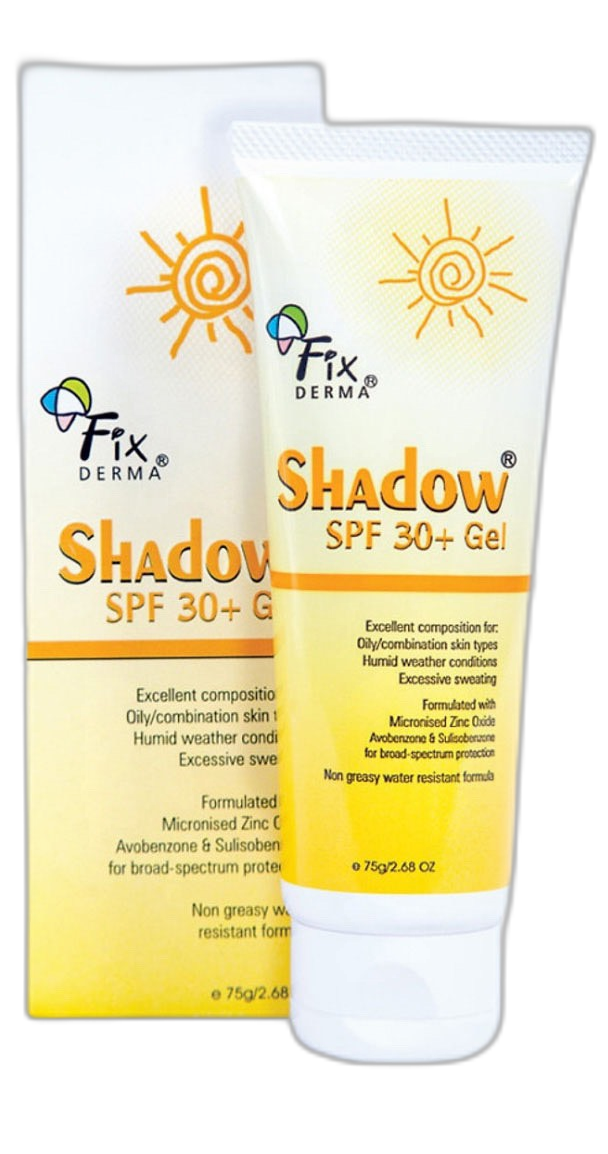 Fix
DERMA®
Shadow
SPF 30+ G
Excellent composition
Oily/combination skin
Humid weather condi
Excessive swe
Formulated
Micronised Zinc O
Avobenzone & Sulisoben
for broad-spectrum prote
Non greasy w
resistant form
e 75g/2.68
Fix
DERMA®
Shadow®
SPF 30+ Gel
Excellent composition for:
Oily/combination skin types
Humid weather conditions
Excessive sweating
Formulated with
Micronised Zinc Oxide
Avobenzone & Sulisobenzone
for broad-spectrum protection
Non greasy water resistant formula
e 75g/2.68 OZ